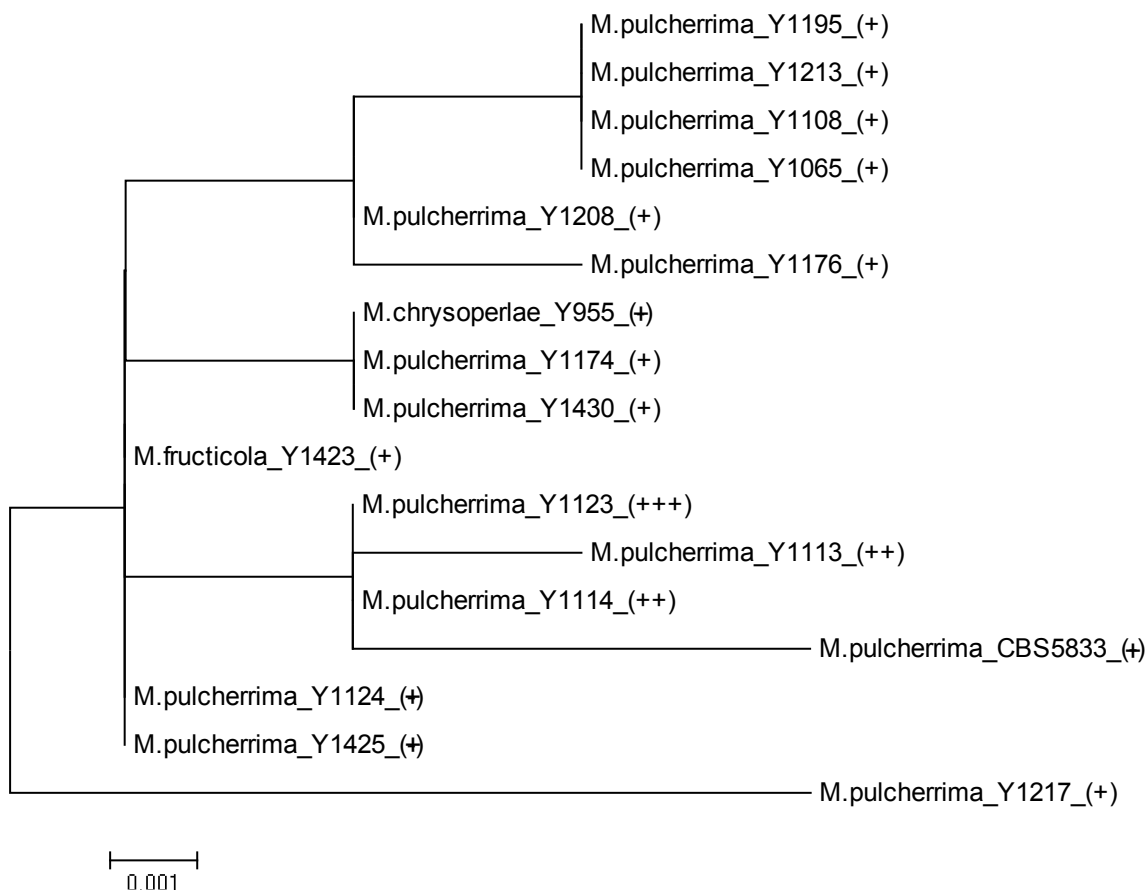 M.pulcherrima_Y1195_(+)
M.pulcherrima_Y1213_(+)
M.pulcherrima_Y1108_(+)
M.pulcherrima_Y1065_(+)
M.pulcherrima_Y1208_(+)
M.pulcherrima_Y1176_(+)
M.chrysoperlae_Y955_(+)
M.pulcherrima_Y1174_(+)
M.pulcherrima_Y1430_(+)
M.fructicola_Y1423_(+)
M.pulcherrima_Y1123_(+++)
M.pulcherrima_Y1113_(++)
M.pulcherrima_Y1114_(++)
M.pulcherrima_CBS5833_(+)
M.pulcherrima_Y1124_(+)
M.pulcherrima_Y1425_(+)
M.pulcherrima_Y1217_(+)
0.001